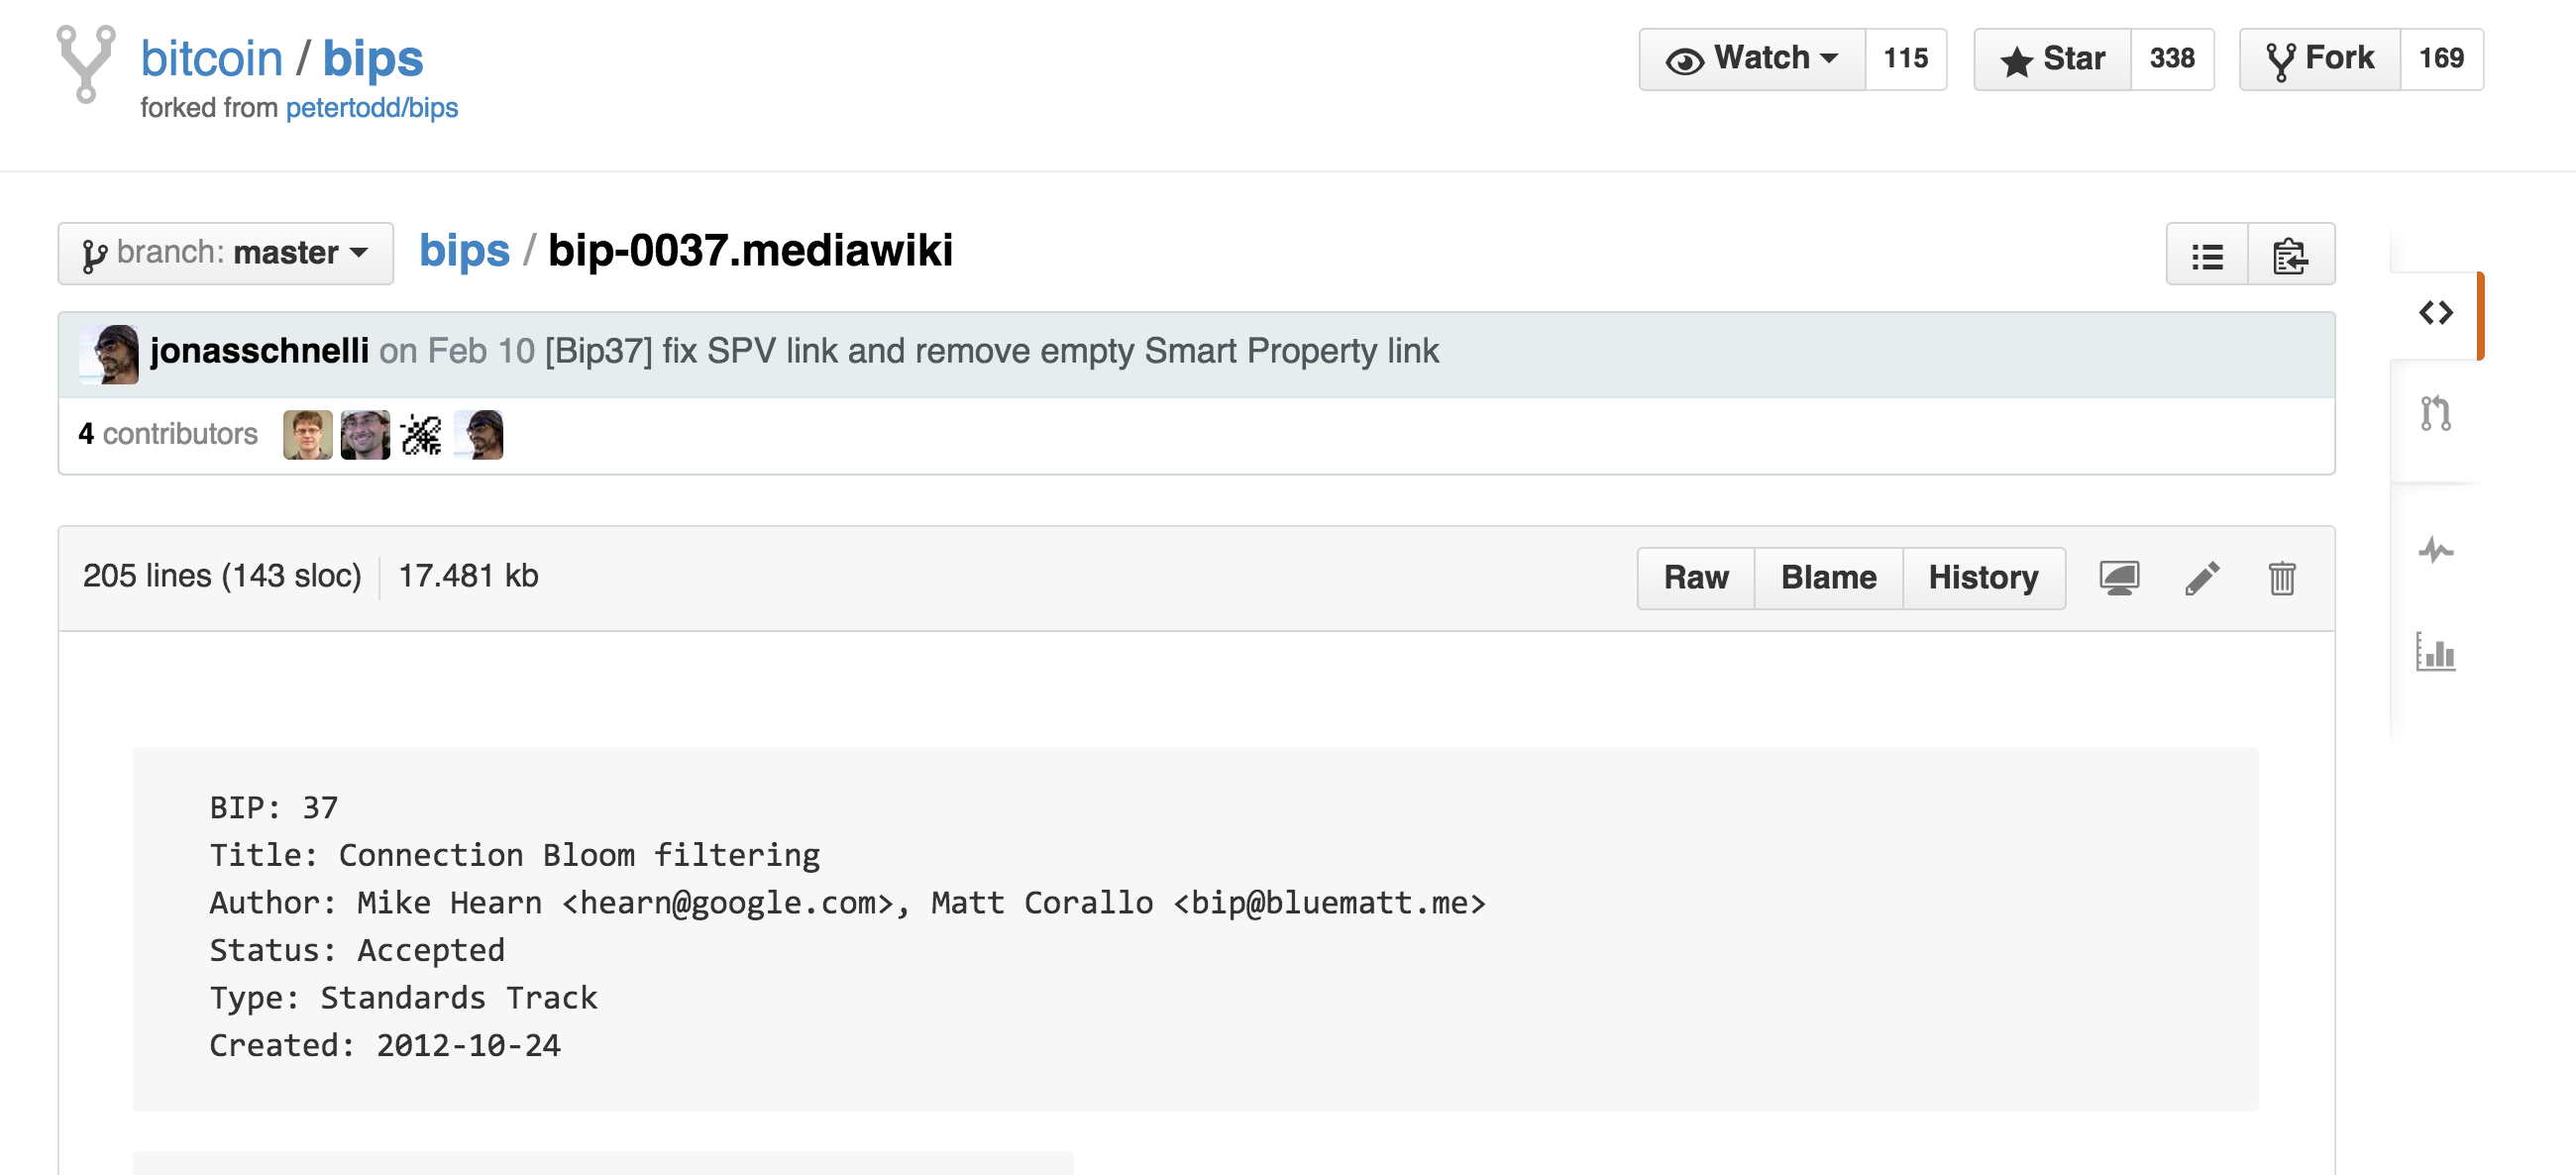 bitcoin / bips
forked from petertodd/bips
Watch 115 Star 338 Fork 169
branch: master bips / bip-0037.mediawiki
jonasschnelli on Feb 10 [Bip37] fix SPV link and remove empty Smart Property link
4 contributors
205 lines (143 sloc) 17.481 kb
Raw Blame History
BIP: 37
Title: Connection Bloom filtering
Author: Mike Hearn <hearn@google.com>, Matt Corallo <bip@bluematt.me>
Status: Accepted
Type: Standards Track
Created: 2012-10-24